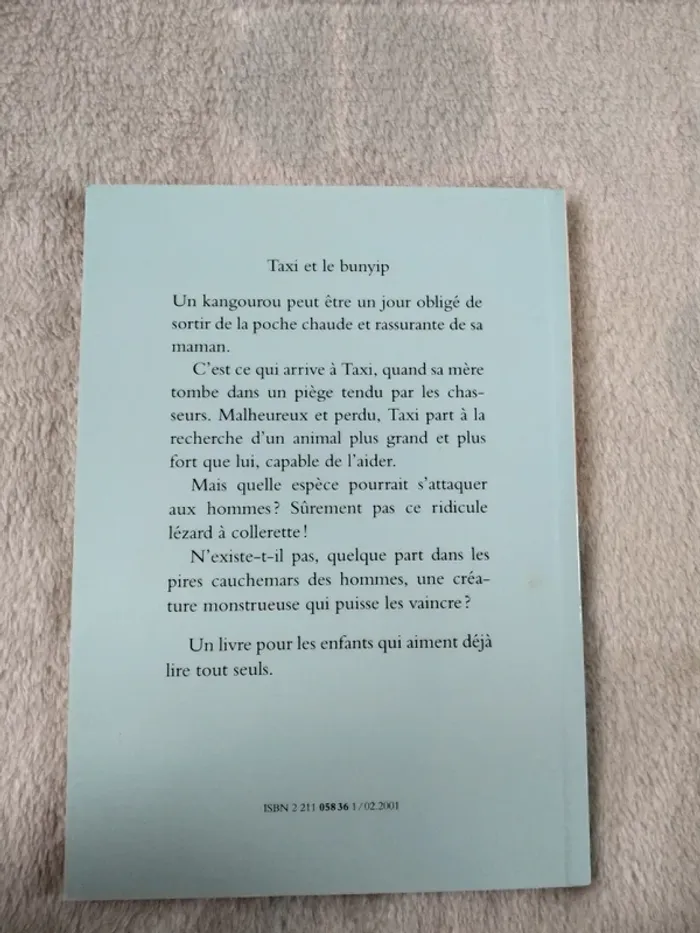 Taxi et le bunyip
Un kangourou peut être un jour obligé de
sortir de la poche chaude et rassurante de sa
maman.
C'est ce qui arrive à Taxi, quand sa mère
tombe dans un piège tendu par les chas-
seurs. Malheureux et perdu, Taxi part à la
recherche d'un animal plus grand et plus
fort que lui, capable de l'aider.
Mais quelle espèce pourrait s'attaquer
aux hommes ? Sûrement pas ce ridicule
lézard à collerette !
N'existe-t-il pas, quelque part dans les
pires cauchemars des hommes, une créa-
ture monstrueuse qui puisse les vaincre ?
Un livre pour les enfants qui aiment déjà
lire tout seuls.
ISBN 2 211 058 36 1 / 02.2001